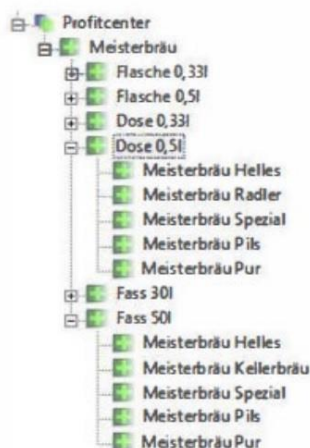 Profitcenter
Meisterbräu
Flasche 0,33l
Flasche 0,5l
Dose 0,33l
Dose 0,5l
Meisterbräu Helles
Meisterbräu Radler
Meisterbräu Spezial
Meisterbräu Pils
Meisterbräu Pur
Fass 30l
Fass 50l
Meisterbräu Helles
Meisterbräu Kellerbräu
Meisterbräu Spezial
Meisterbräu Pils
Meisterbräu Pur